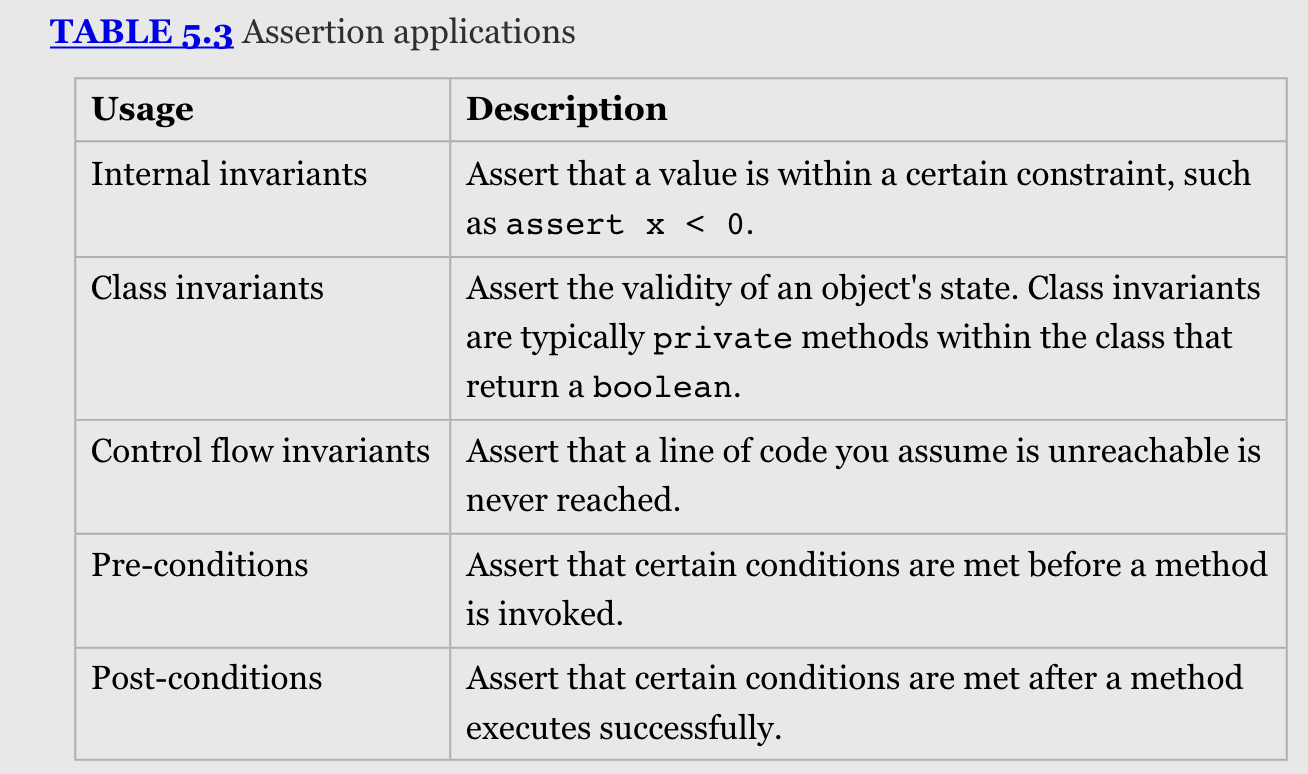 TABLE 5.3 Assertion applications
Usage
Description
Internal invariants
Assert that a value is within a certain constraint, such
as assert x < 0.
Class invariants
Assert the validity of an object's state. Class invariants
are typically private methods within the class that
return a boolean.
Control flow invariants
Assert that a line of code you assume is unreachable is
never reached.
Pre-conditions
Assert that certain conditions are met before a method
is invoked.
Post-conditions
Assert that certain conditions are met after a method
executes successfully.